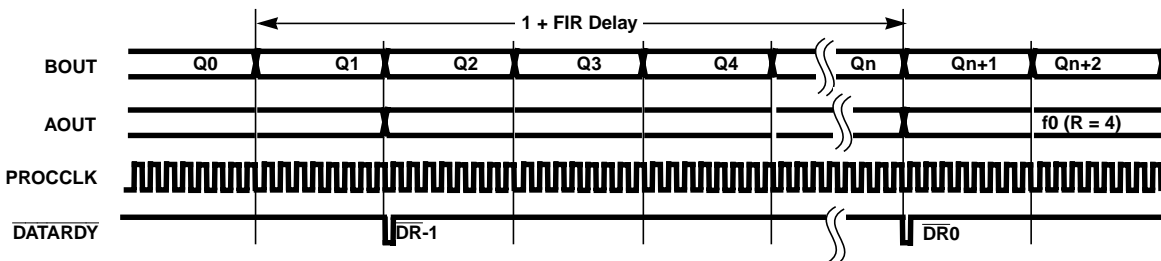 1 + FIR Delay
BOUT Q0 Q1 Q2 Q3 Q4 Qn Qn+1 Qn+2
AOUT f0 (R = 4)
PROCCLK
DATARDY DR-1 DR0